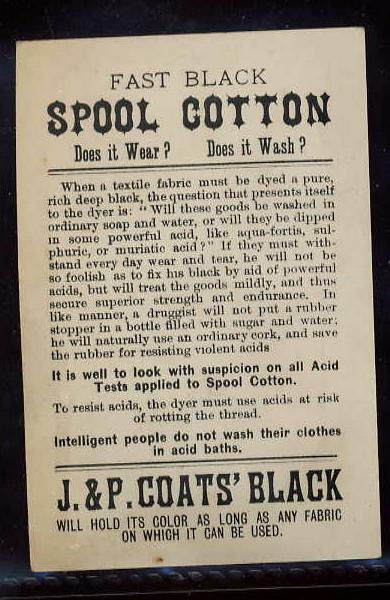 FAST BLACK
SPOOL COTTON
Does it Wear? Does it Wash?
When a textile fabric must be dyed a pure,
rich deep black, the question that presents itself
to the dyer is: "Will these goods be washed in
ordinary soap and water, or will they be dipped
in some powerful acid, like aqua-fortis, sul-
phuric, or muriatic acid?" If they must with-
stand every day wear and tear, he will not be
so foolish as to fix his black by aid of powerful
acids, but will treat the goods mildly, and thus
secure superior strength and endurance. In
like manner, a druggist will not put a rubber
stopper in a bottle filled with sugar and water;
he will naturally use an ordinary cork, and save
the rubber for resisting violent acids
It is well to look with suspicion on all Acid
Tests applied to Spool Cotton.
To resist acids, the dyer must use acids at risk
of rotting the thread.
Intelligent people do not wash their clothes
in acid baths.
J. & P. COATS' BLACK
WILL HOLD ITS COLOR AS LONG AS ANY FABRIC
ON WHICH IT CAN BE USED.